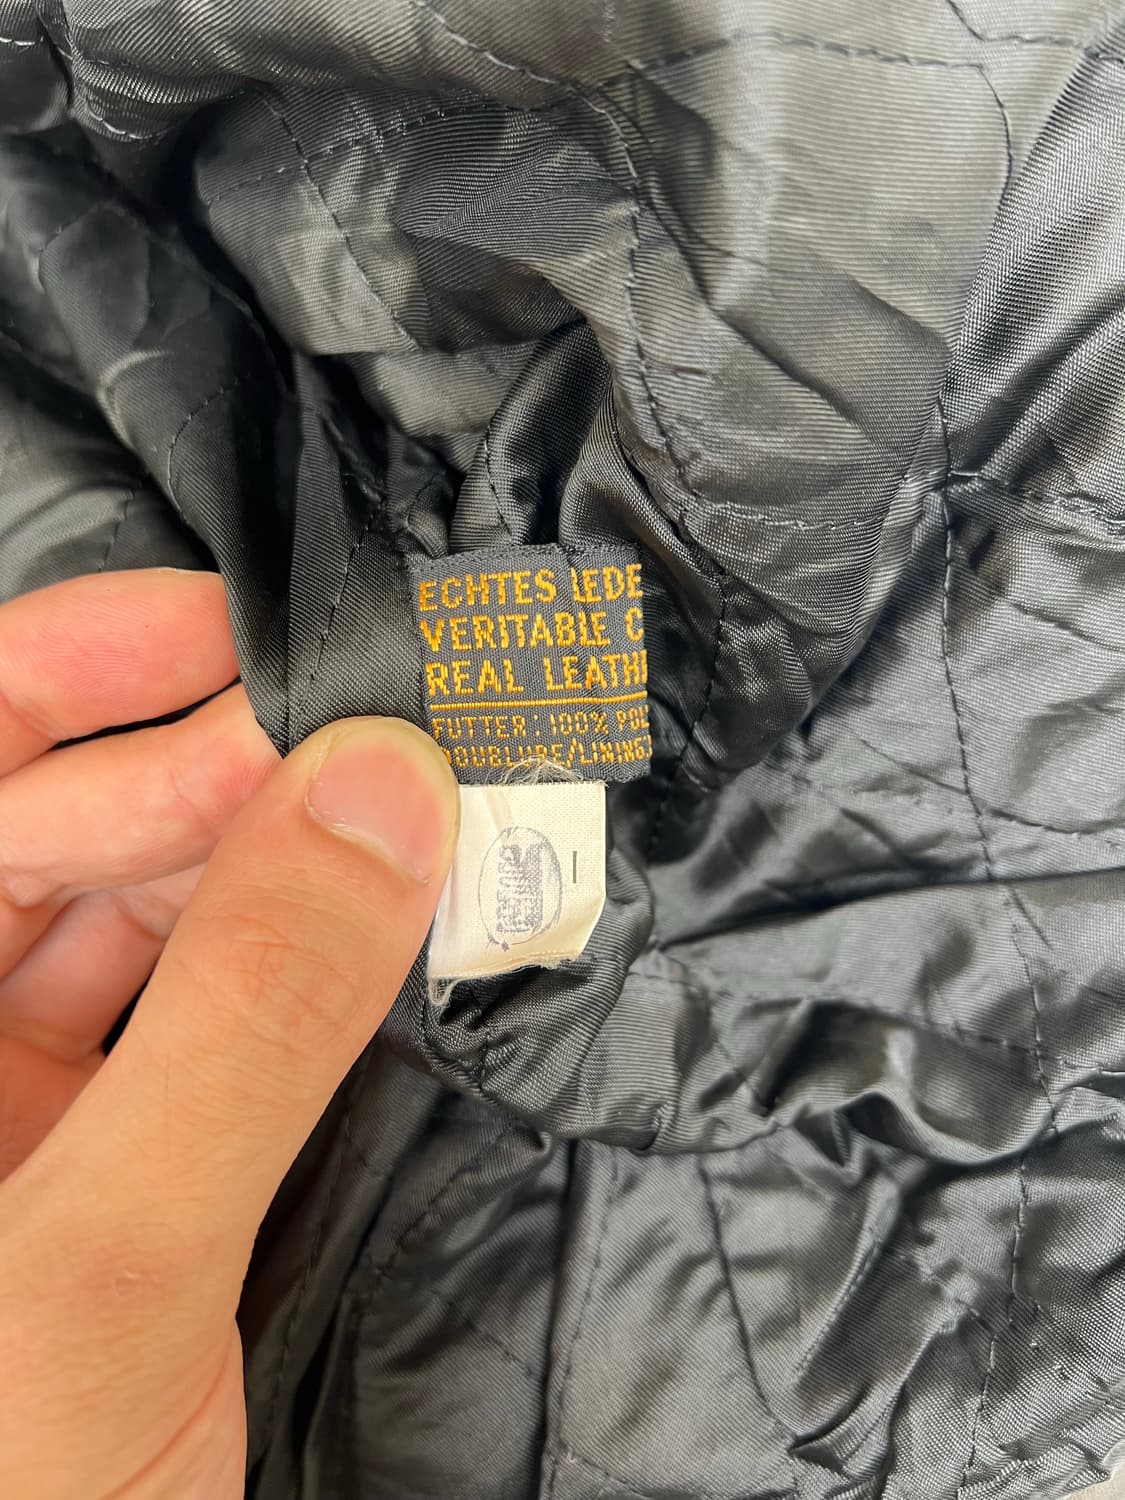 ECHTES LEDE
VERITABLE C
REAL LEATHE
FUTTER: 100% POL
DOUBLURE/LINING: